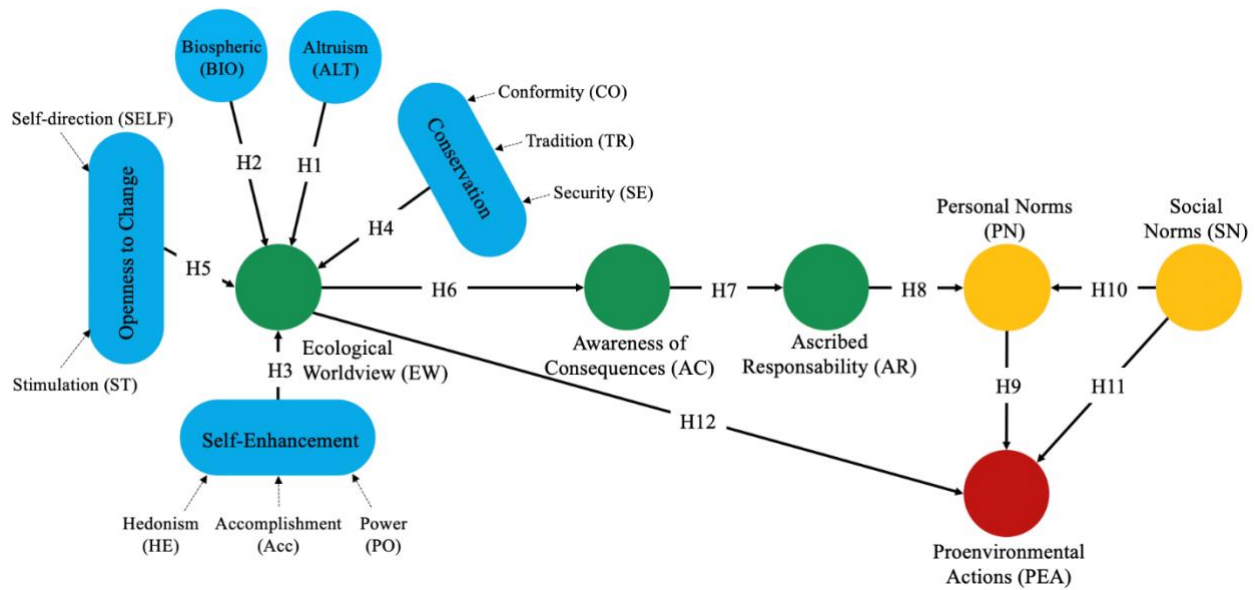 Biospheric
(BIO)
Altruism
(ALT)
Conformity (CO)
Tradition (TR)
Security (SE)
Conservation
Self-direction (SELF)
Openness to Change
Stimulation (ST)
H2
H1
H4
H5
H6
H7
H8
H10
Personal Norms
(PN)
Social
Norms (SN)
Ecological
Worldview (EW)
Awareness of
Consequences (AC)
Ascribed
Responsability (AR)
H3
H9
H11
H12
Self-Enhancement
Hedonism
(HE)
Accomplishment
(Acc)
Power
(PO)
Proenvironmental
Actions (PEA)